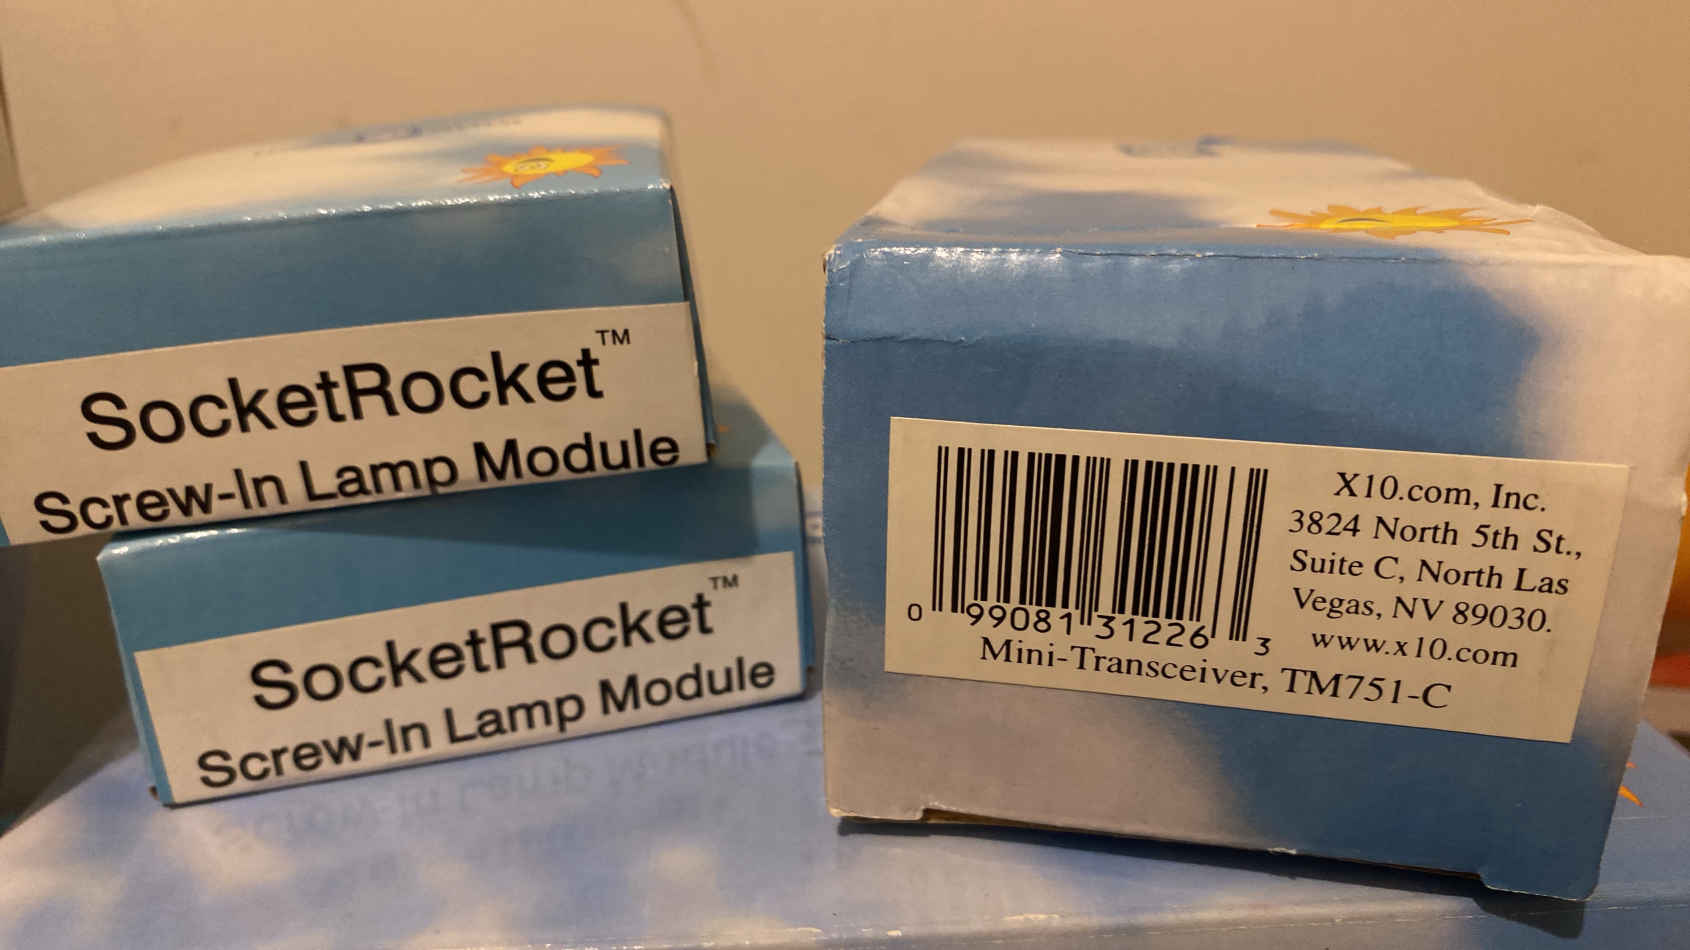 SocketRocket™
Screw-In Lamp Module
SocketRocket™
Screw-In Lamp Module
X10.com, Inc.
3824 North 5th St.,
Suite C, North Las
Vegas, NV 89030.
www.x10.com
0 99081 31226 3
Mini-Transceiver, TM751-C